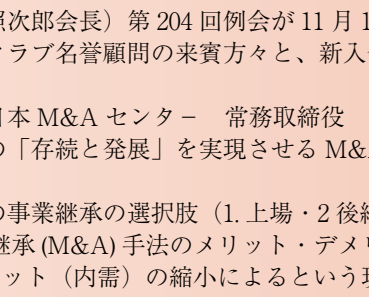 照次郎会長）第 204 回例会が 11 月 1
クラブ名誉顧問の来賓方々と、新入
日本 M&A センター　常務取締役
の「存続と発展」を実現させる M&
の事業継承の選択肢（1. 上場・2 後
継承 (M&A) 手法のメリット・デメ
ット（内需）の縮小によるという